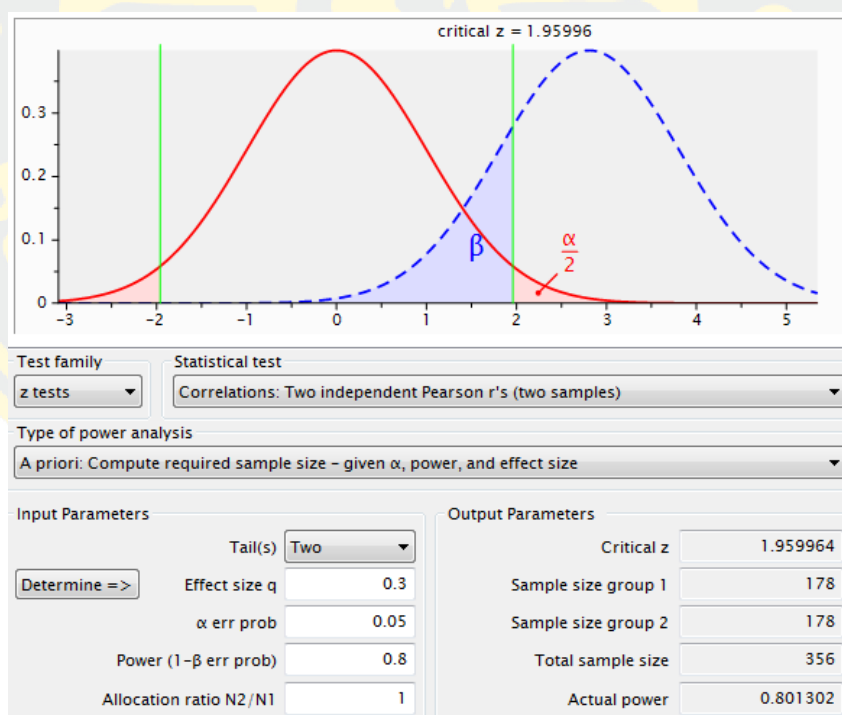 critical z = 1.95996
0.3
0.2
0.1
0
β
α
2
-3 -2 -1 0 1 2 3 4 5
Test family
Statistical test
z tests
Correlations: Two independent Pearson r's (two samples)
Type of power analysis
A priori: Compute required sample size – given α, power, and effect size
Input Parameters
Tail(s) Two
Determine => Effect size q 0.3
α err prob 0.05
Power (1-β err prob) 0.8
Allocation ratio N2/N1 1
Output Parameters
Critical z 1.959964
Sample size group 1 178
Sample size group 2 178
Total sample size 356
Actual power 0.801302